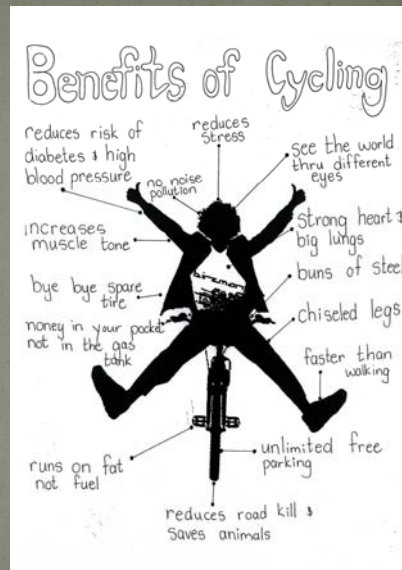 Benefits of Cycling
reduces risk of
diabetes & high
blood pressure
no noise
pollution
reduces
stress
see the world
thru different
eyes
increases
muscle tone
strong heart &
big lungs
bye bye spare
tire
buns of steel
money in your pocket
not in the gas
tank
chiseled legs
faster than
walking
runs on fat
not fuel
unlimited free
parking
reduces road kill &
saves animals